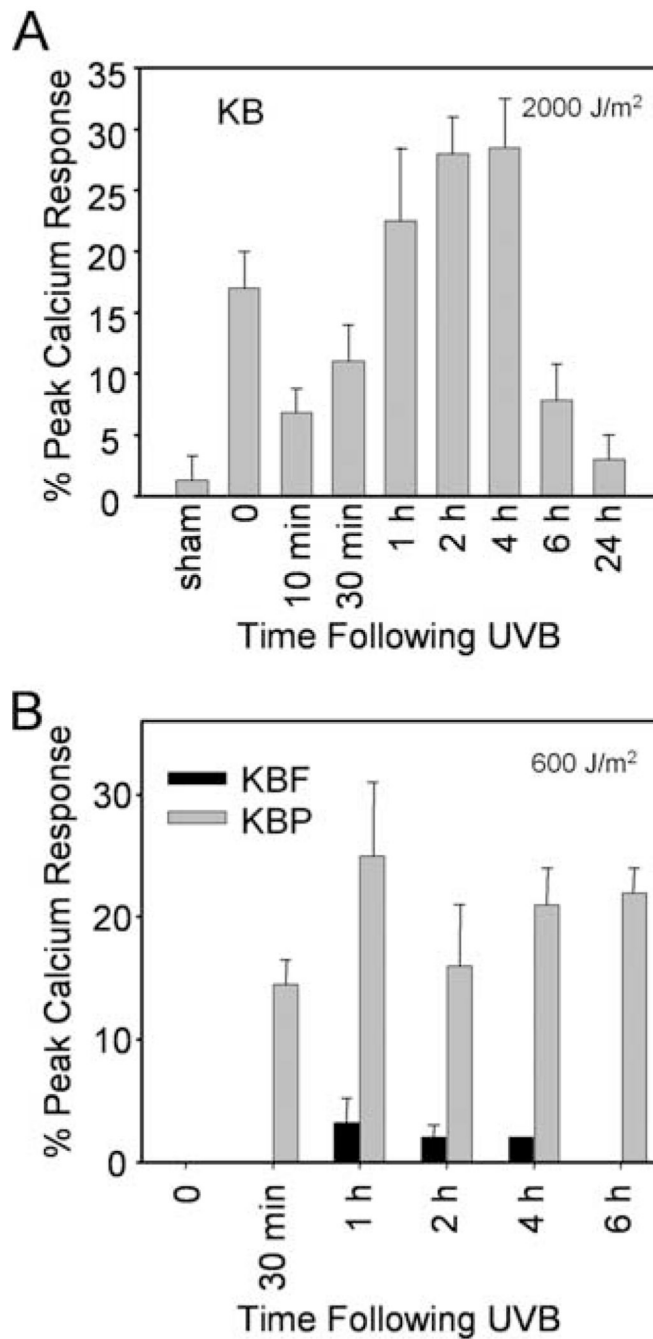 A
% Peak Calcium Response
35
30
25
20
15
10
5
0
KB
2000 J/m²
sham
0
10 min
30 min
1 h
2 h
4 h
6 h
24 h
Time Following UVB
B
% Peak Calcium Response
30
20
10
0
KBF
KBP
600 J/m²
0
30 min
1 h
2 h
4 h
6 h
Time Following UVB